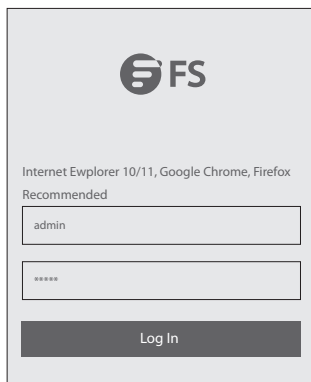 FS
Internet Ewplorer 10/11, Google Chrome, Firefox
Recommended
admin
*****
Log In